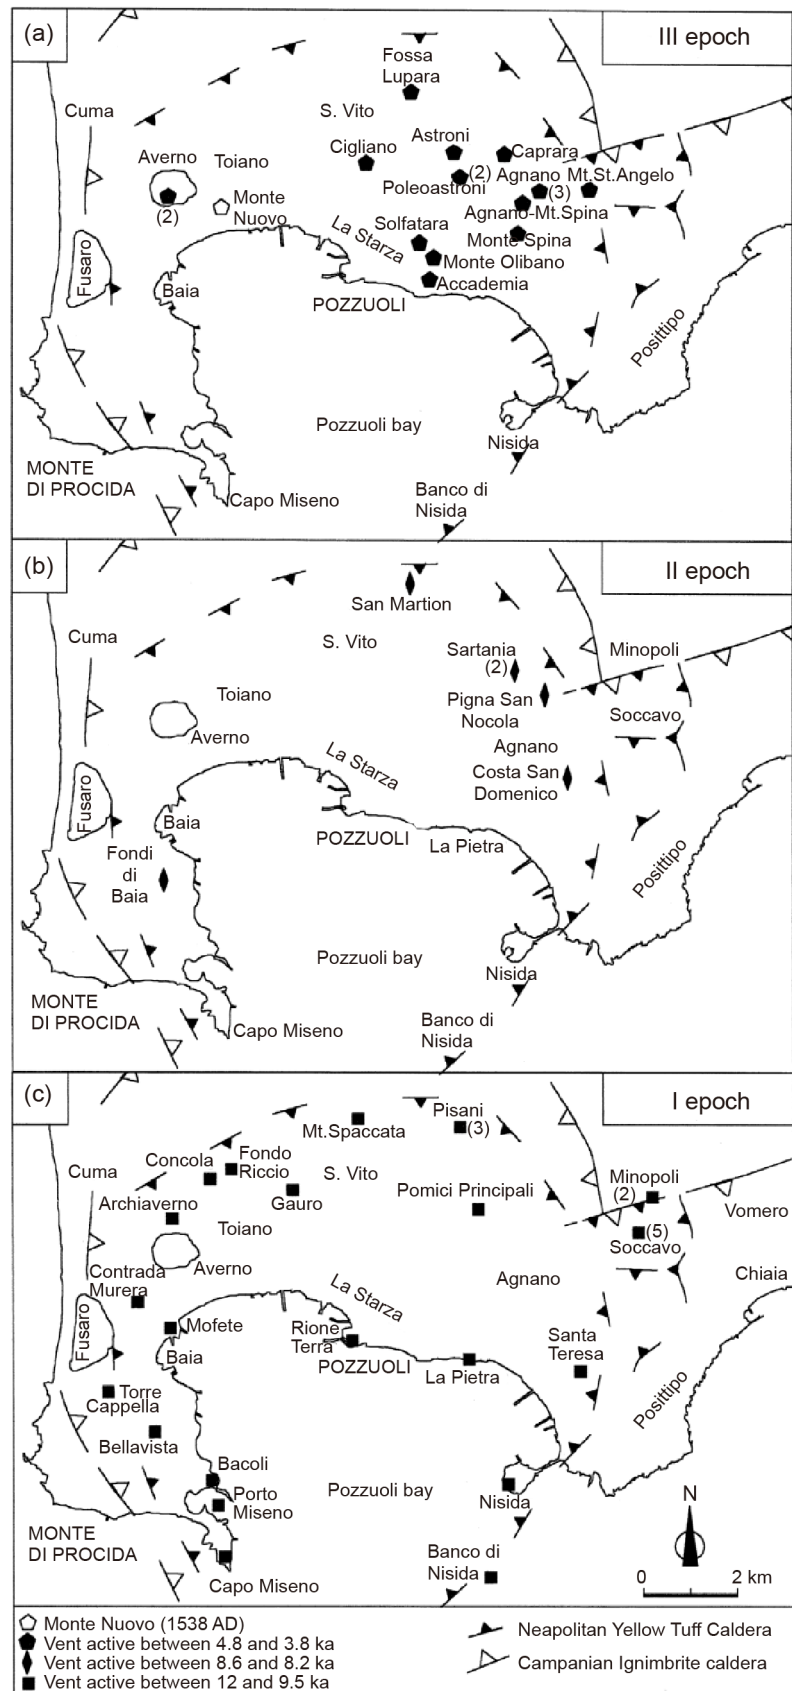 (a)
III epoch
Fossa
Lupara
Cuma
S. Vito
Astroni
Cigliano
Caprara
Averno
Toiano
(2)
Agnano
Mt.St.Angelo
Poleoastroni
(3)
(2)
Monte
Nuovo
Agnano-Mt.Spina
La Starza
Solfatara
Monte Spina
Fusaro
Monte Olibano
Baia
Accademia
POZZUOLI
Posittipo
Pozzuoli bay
Nisida
MONTE
DI PROCIDA
Capo Miseno
Banco di
Nisida
(b)
II epoch
San Martion
Cuma
S. Vito
Sartania
(2)
Minopoli
Toiano
Pigna San
Nocola
Soccavo
Averno
Agnano
La Starza
Costa San
Domenico
Fusaro
Baia
POZZUOLI
La Pietra
Fondi
di
Baia
Posittipo
Pozzuoli bay
Nisida
MONTE
DI PROCIDA
Capo Miseno
Banco di
Nisida
(c)
I epoch
Pisani
(3)
Mt.Spaccata
Fondo
Riccio
Concola
Cuma
S. Vito
Minopoli
(2)
Gauro
Pomici Principali
Archiaverno
Vomero
Toiano
(5)
Soccavo
Averno
Contrada
Murera
Agnano
Chiaia
La Starza
Fusaro
Mofete
Rione
Terra
Baia
POZZUOLI
La Pietra
Santa
Teresa
Torre
Cappella
Posittipo
Bellavista
Bacoli
Porto
Miseno
Pozzuoli bay
Nisida
N
MONTE
DI PROCIDA
Banco di
Nisida
Capo Miseno
0 2 km
Monte Nuovo (1538 AD)
Vent active between 4.8 and 3.8 ka
Vent active between 8.6 and 8.2 ka
Vent active between 12 and 9.5 ka
Neapolitan Yellow Tuff Caldera
Campanian Ignimbrite caldera